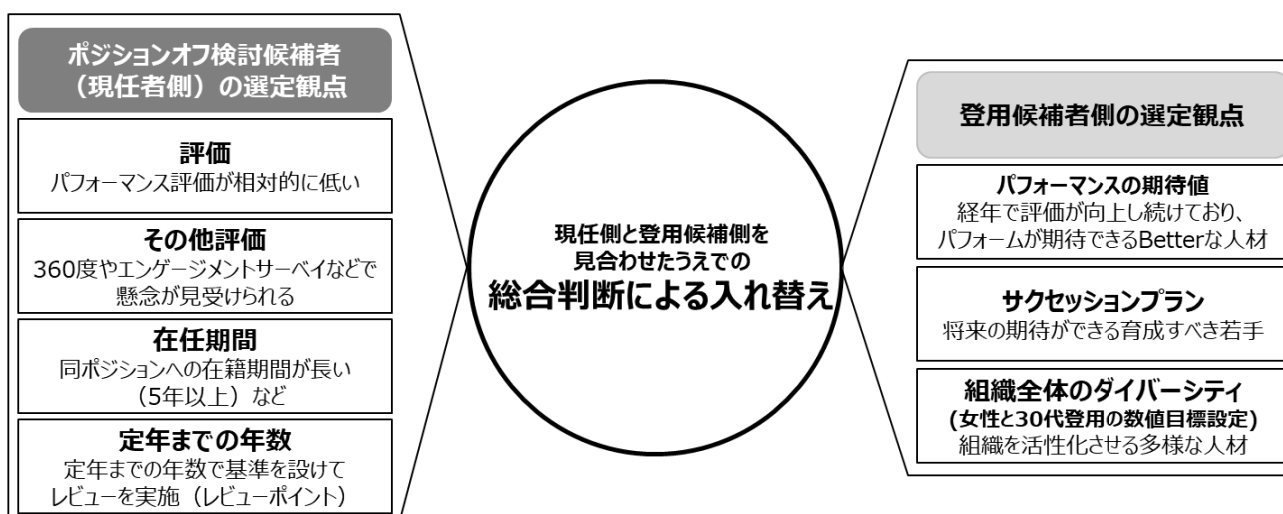 ポジションオフ検討候補者
（現任者側）の選定観点
評価
パフォーマンス評価が相対的に低い
その他評価
360度やエンゲージメントサーベイなどで
懸念が見受けられる
在任期間
同ポジションへの在籍期間が長い
（5年以上）など
定年までの年数
定年までの年数で基準を設けて
レビューを実施（レビューポイント）
現任側と登用候補側を
見合わせたうえでの
総合判断による入れ替え
登用候補者側の選定観点
パフォーマンスの期待値
経年で評価が向上し続けており、
パフォームが期待できるBetterな人材
サクセッションプラン
将来の期待ができる育成すべき若手
組織全体のダイバーシティ
(女性と30代登用の数値目標設定)
組織を活性化させる多様な人材